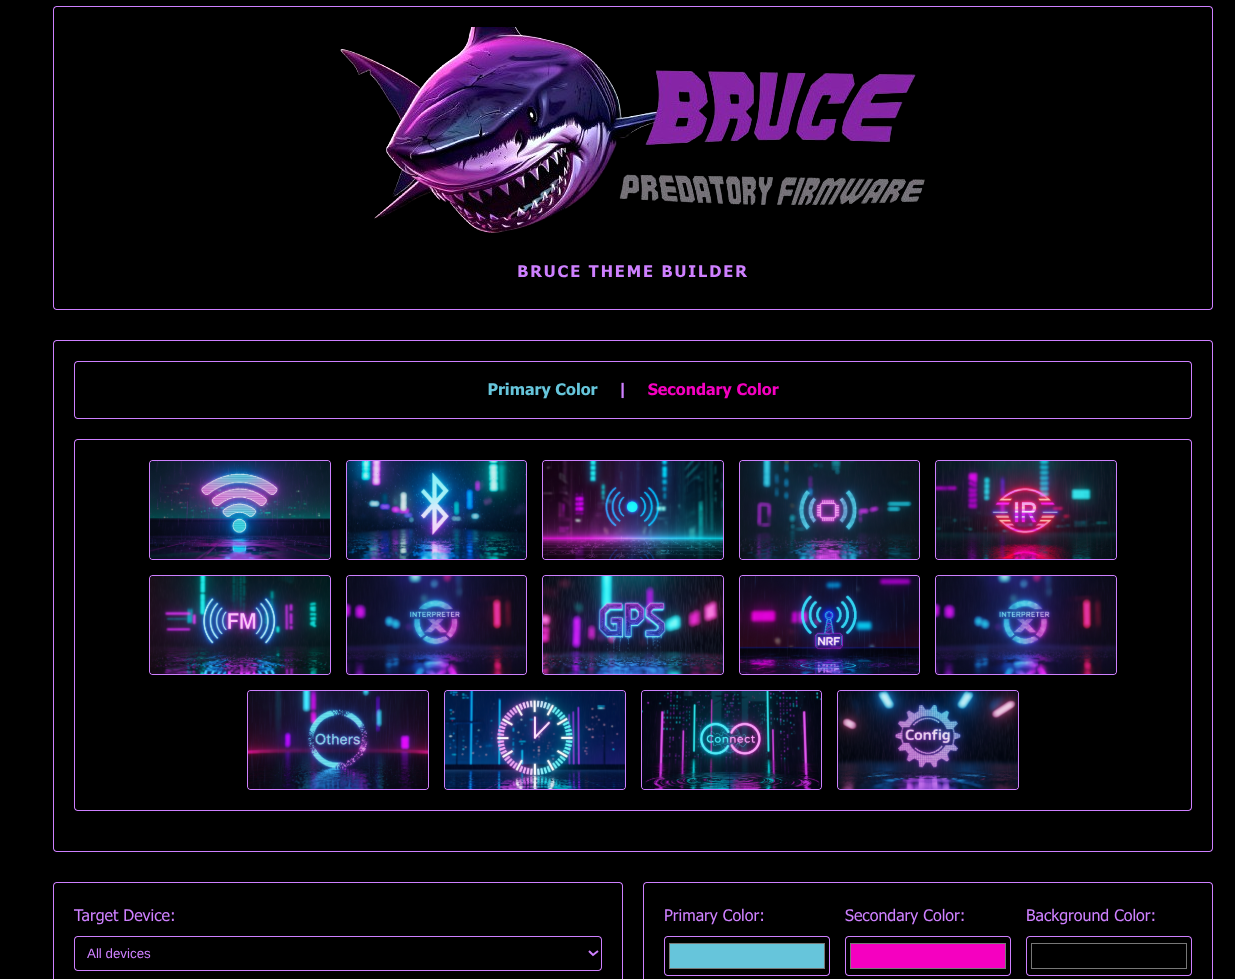 BRUCE
PREDATORY FIRMWARE
BRUCE THEME BUILDER
Primary Color | Secondary Color
IR
FM
INTERPRETER
GPS
NRF
INTERPRETER
Others
Connect
Config
Target Device:
All devices
Primary Color:
Secondary Color:
Background Color: